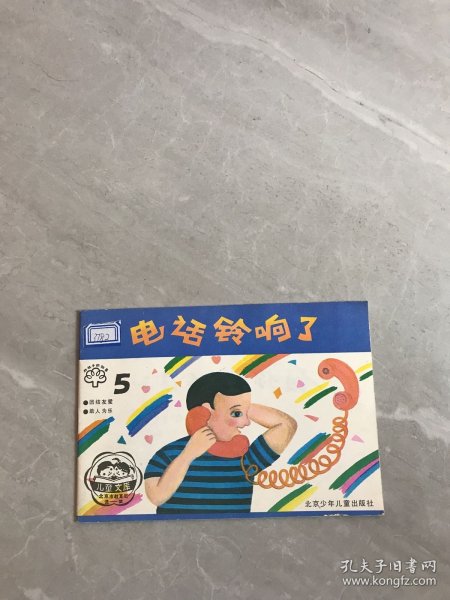 电话铃响了
5
●团结友爱
●助人为乐
儿童文库
北京少年儿童出版社
孔夫子旧书网
www.kongfz.com